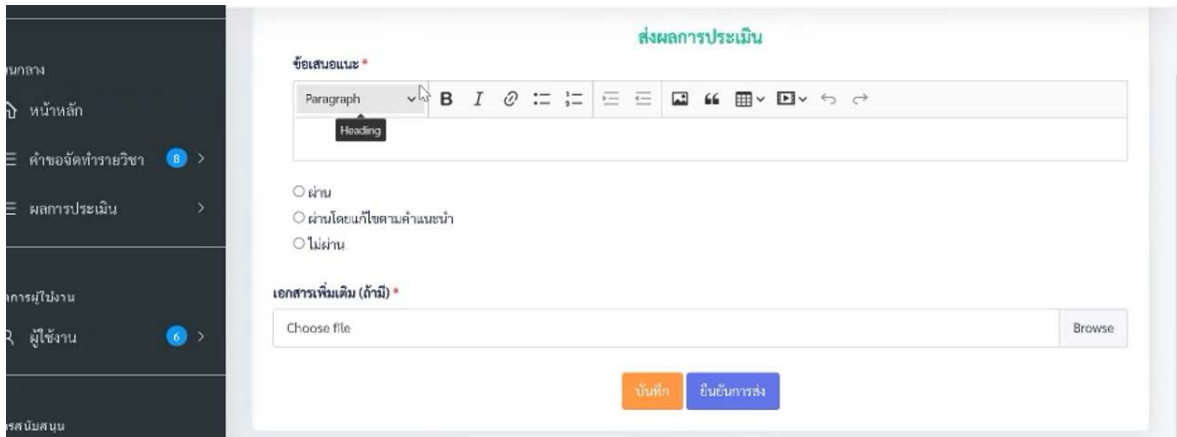 ส่งผลการประเมิน
ข้อเสนอแนะ *
Paragraph
Heading
ผ่าน
ผ่านโดยแก้ไขตามคำแนะนำ
ไม่ผ่าน
เอกสารเพิ่มเติม (ถ้ามี) *
Choose file
Browse
บันทึก
ยืนยันการส่ง
หน้าหลัก
คำขอจัดทำรายวิชา 8
ผลการประเมิน
ผู้ใช้งาน 6